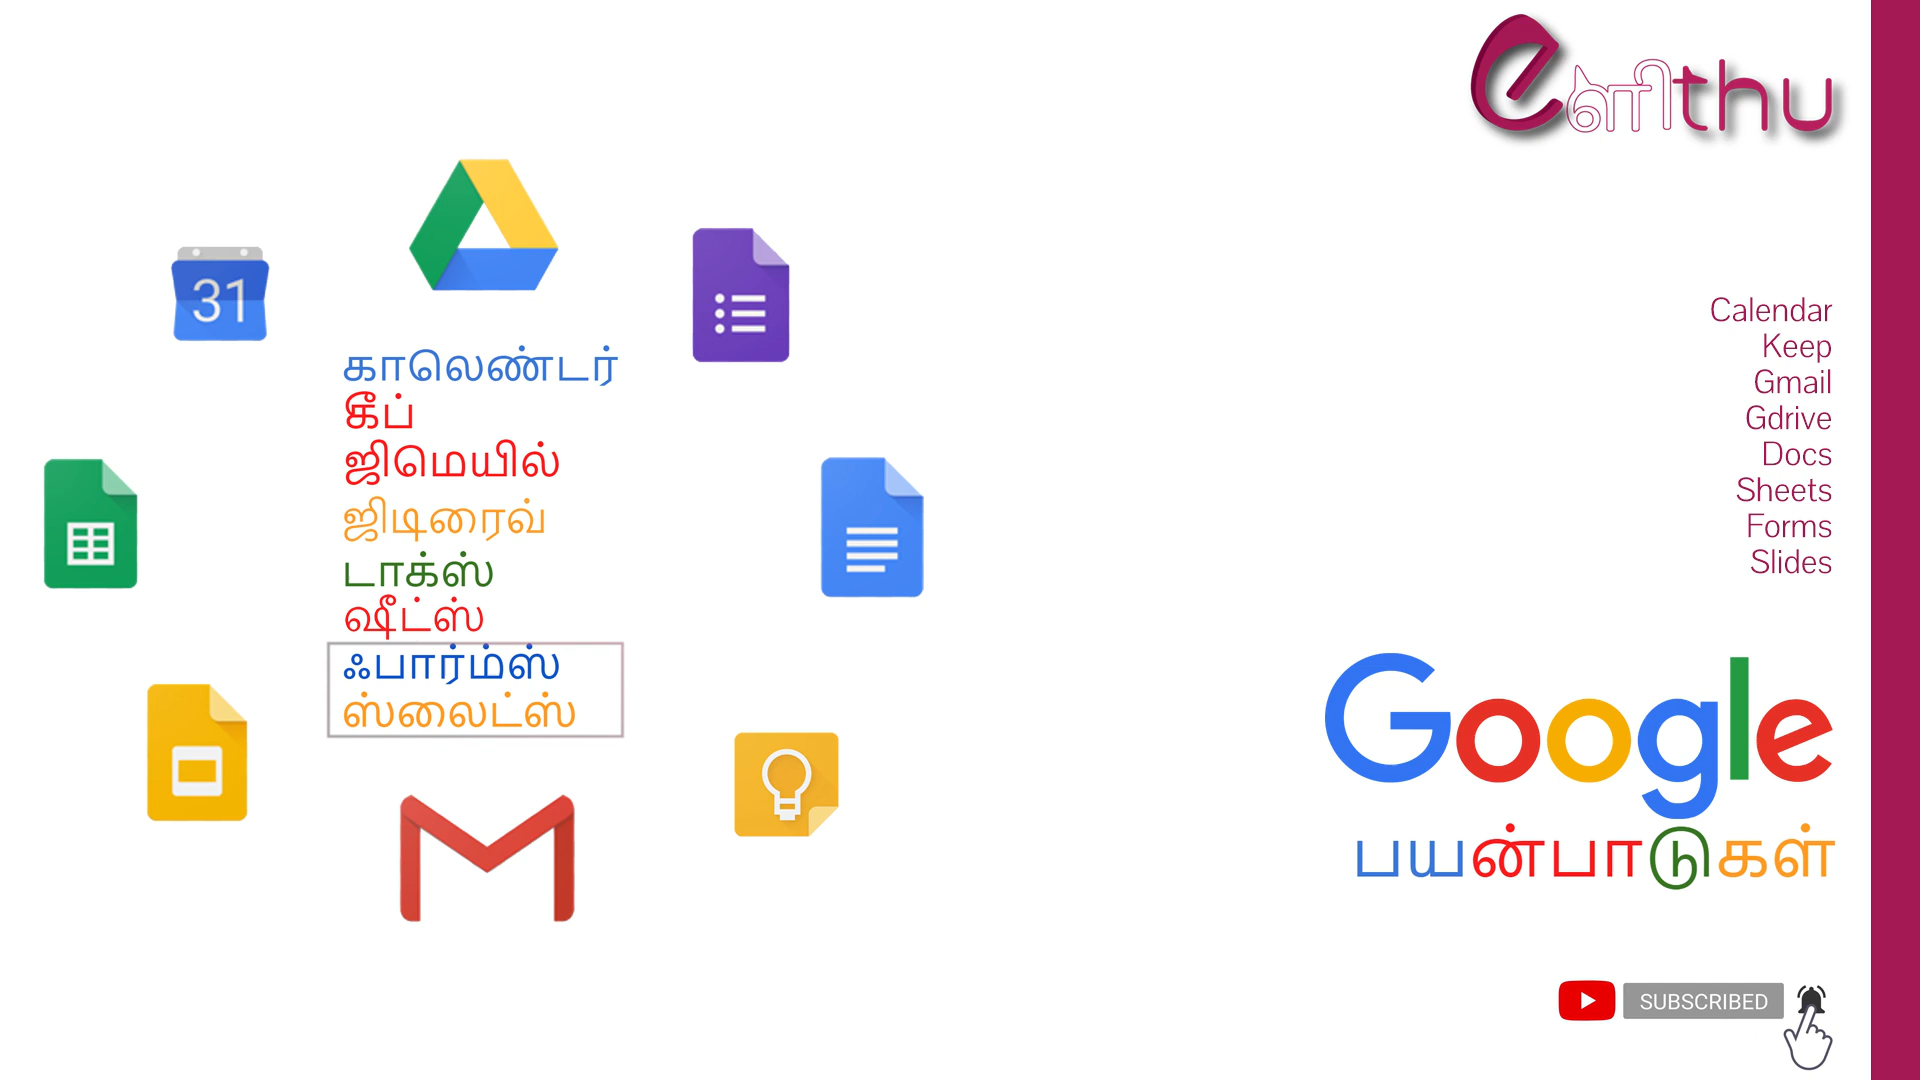 eளிthu
31
காலெண்டர்
கீப்
ஜிமெயில்
ஜிடிரைவ்
டாக்ஸ்
ஷீட்ஸ்
ஃபார்ம்ஸ்
ஸ்லைட்ஸ்
Calendar
Keep
Gmail
Gdrive
Docs
Sheets
Forms
Slides
Google
பயன்பாடுகள்
SUBSCRIBED